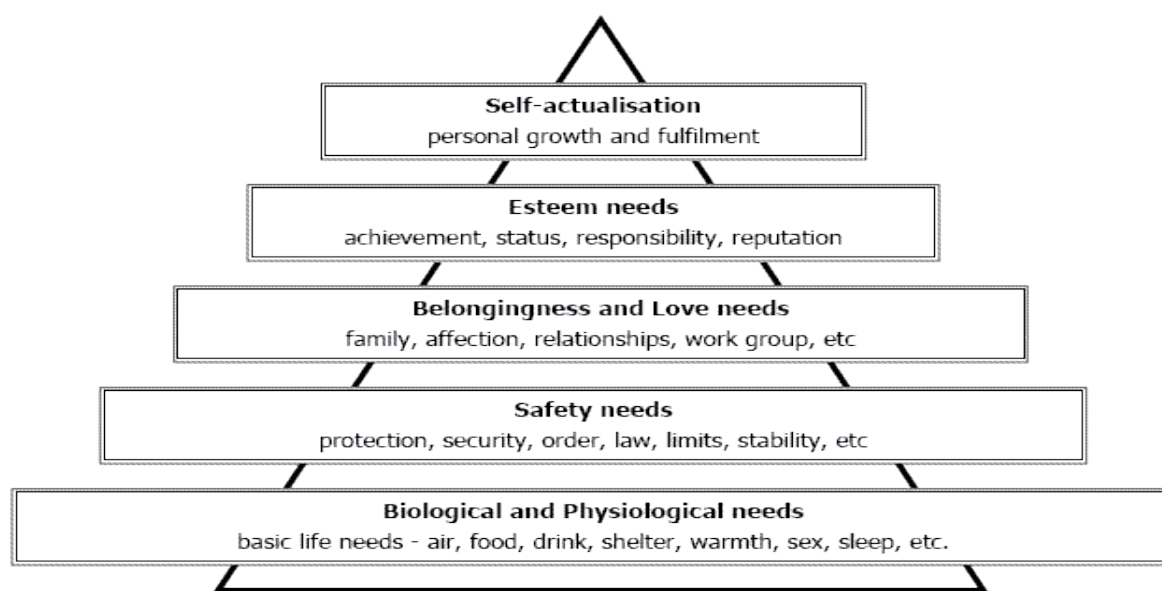 Self-actualisation
personal growth and fulfilment
Esteem needs
achievement, status, responsibility, reputation
Belongingness and Love needs
family, affection, relationships, work group, etc
Safety needs
protection, security, order, law, limits, stability, etc
Biological and Physiological needs
basic life needs - air, food, drink, shelter, warmth, sex, sleep, etc.